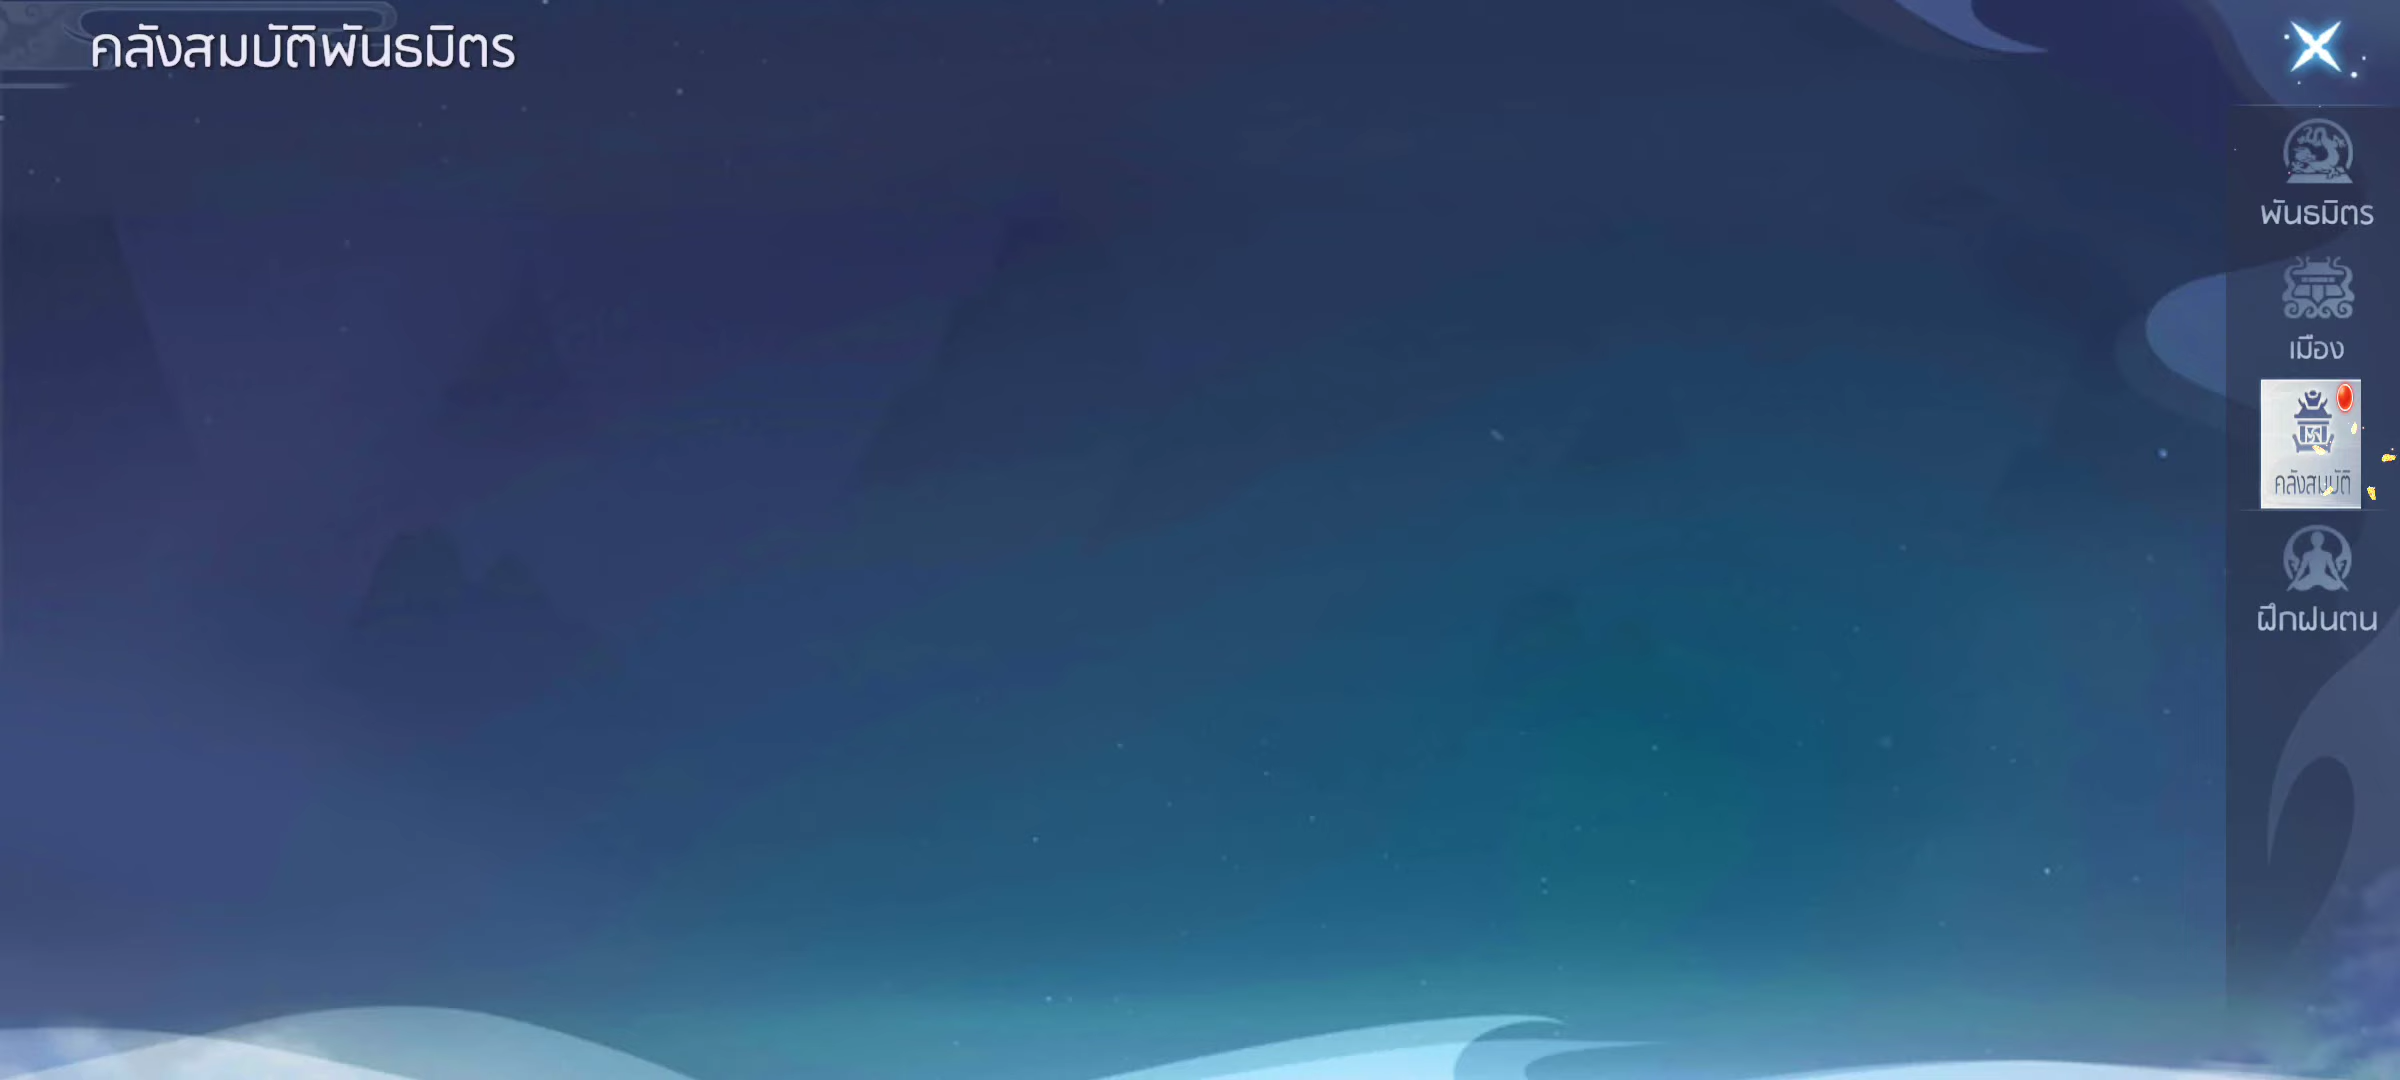 คลังสมบัติพันธมิตร
พันธมิตร
เมือง
คลังสมบัติ
ฝึกฝนตน